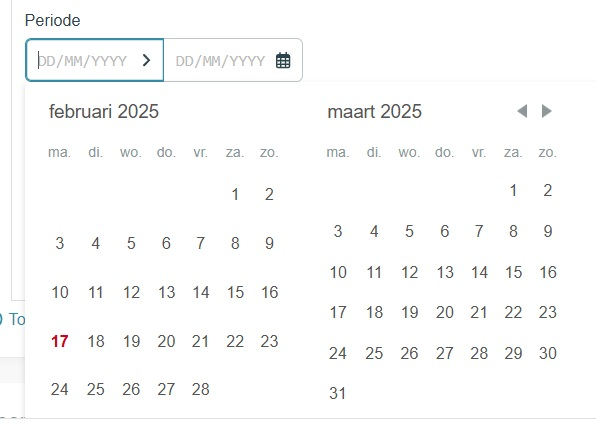 Periode
DD/MM/YYYY DD/MM/YYYY
februari 2025
ma. di. wo. do. vr. za. zo.
1 2
3 4 5 6 7 8 9
10 11 12 13 14 15 16
17 18 19 20 21 22 23
24 25 26 27 28
maart 2025
ma. di. wo. do. vr. za. zo.
1 2
3 4 5 6 7 8 9
10 11 12 13 14 15 16
17 18 19 20 21 22 23
24 25 26 27 28 29 30
31
To